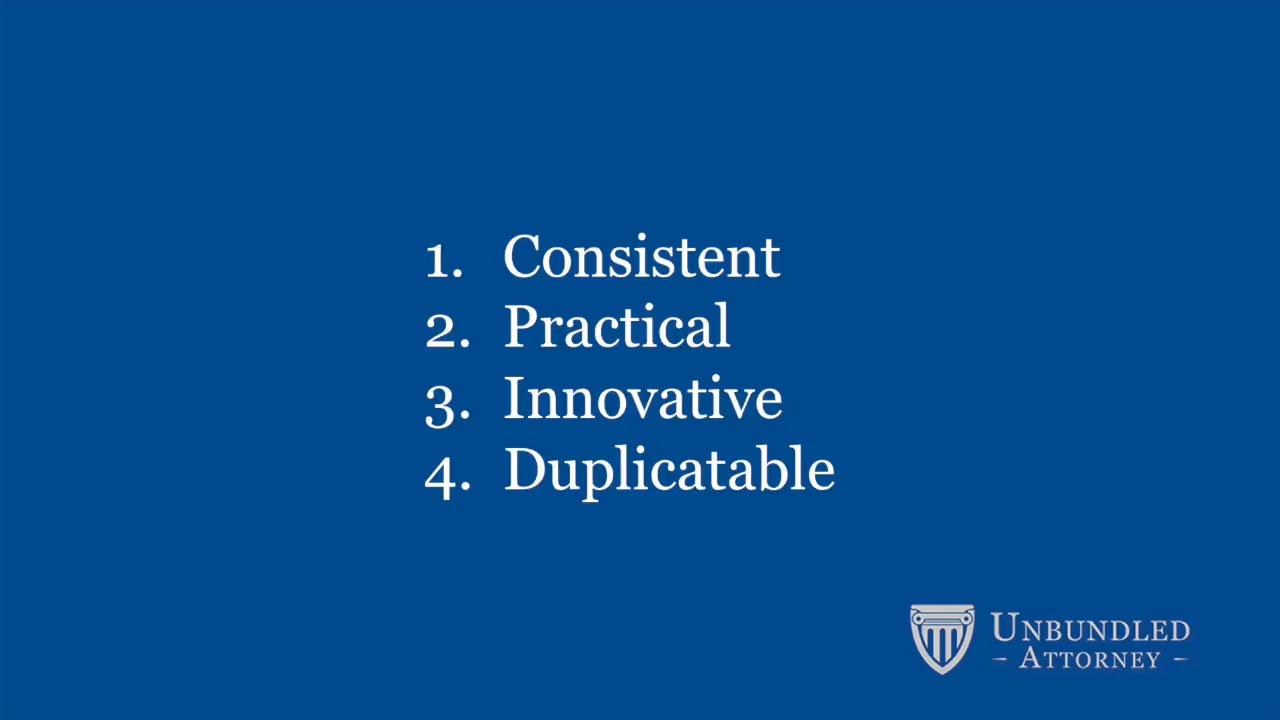 1. Consistent
2. Practical
3. Innovative
4. Duplicatable
UNBUNDLED
- ATTORNEY -